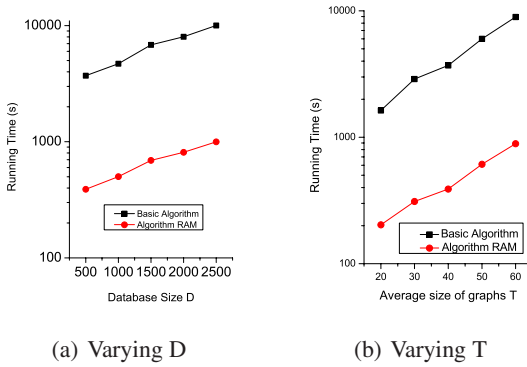 10000
1000
100
Running Time (s)
Basic Algorithm
Algorithm RAM
500 1000 1500 2000 2500
Database Size D
(a) Varying D
10000
1000
100
Running Time (s)
Basic Algorithm
Algorithm RAM
20 30 40 50 60
Average size of graphs T
(b) Varying T